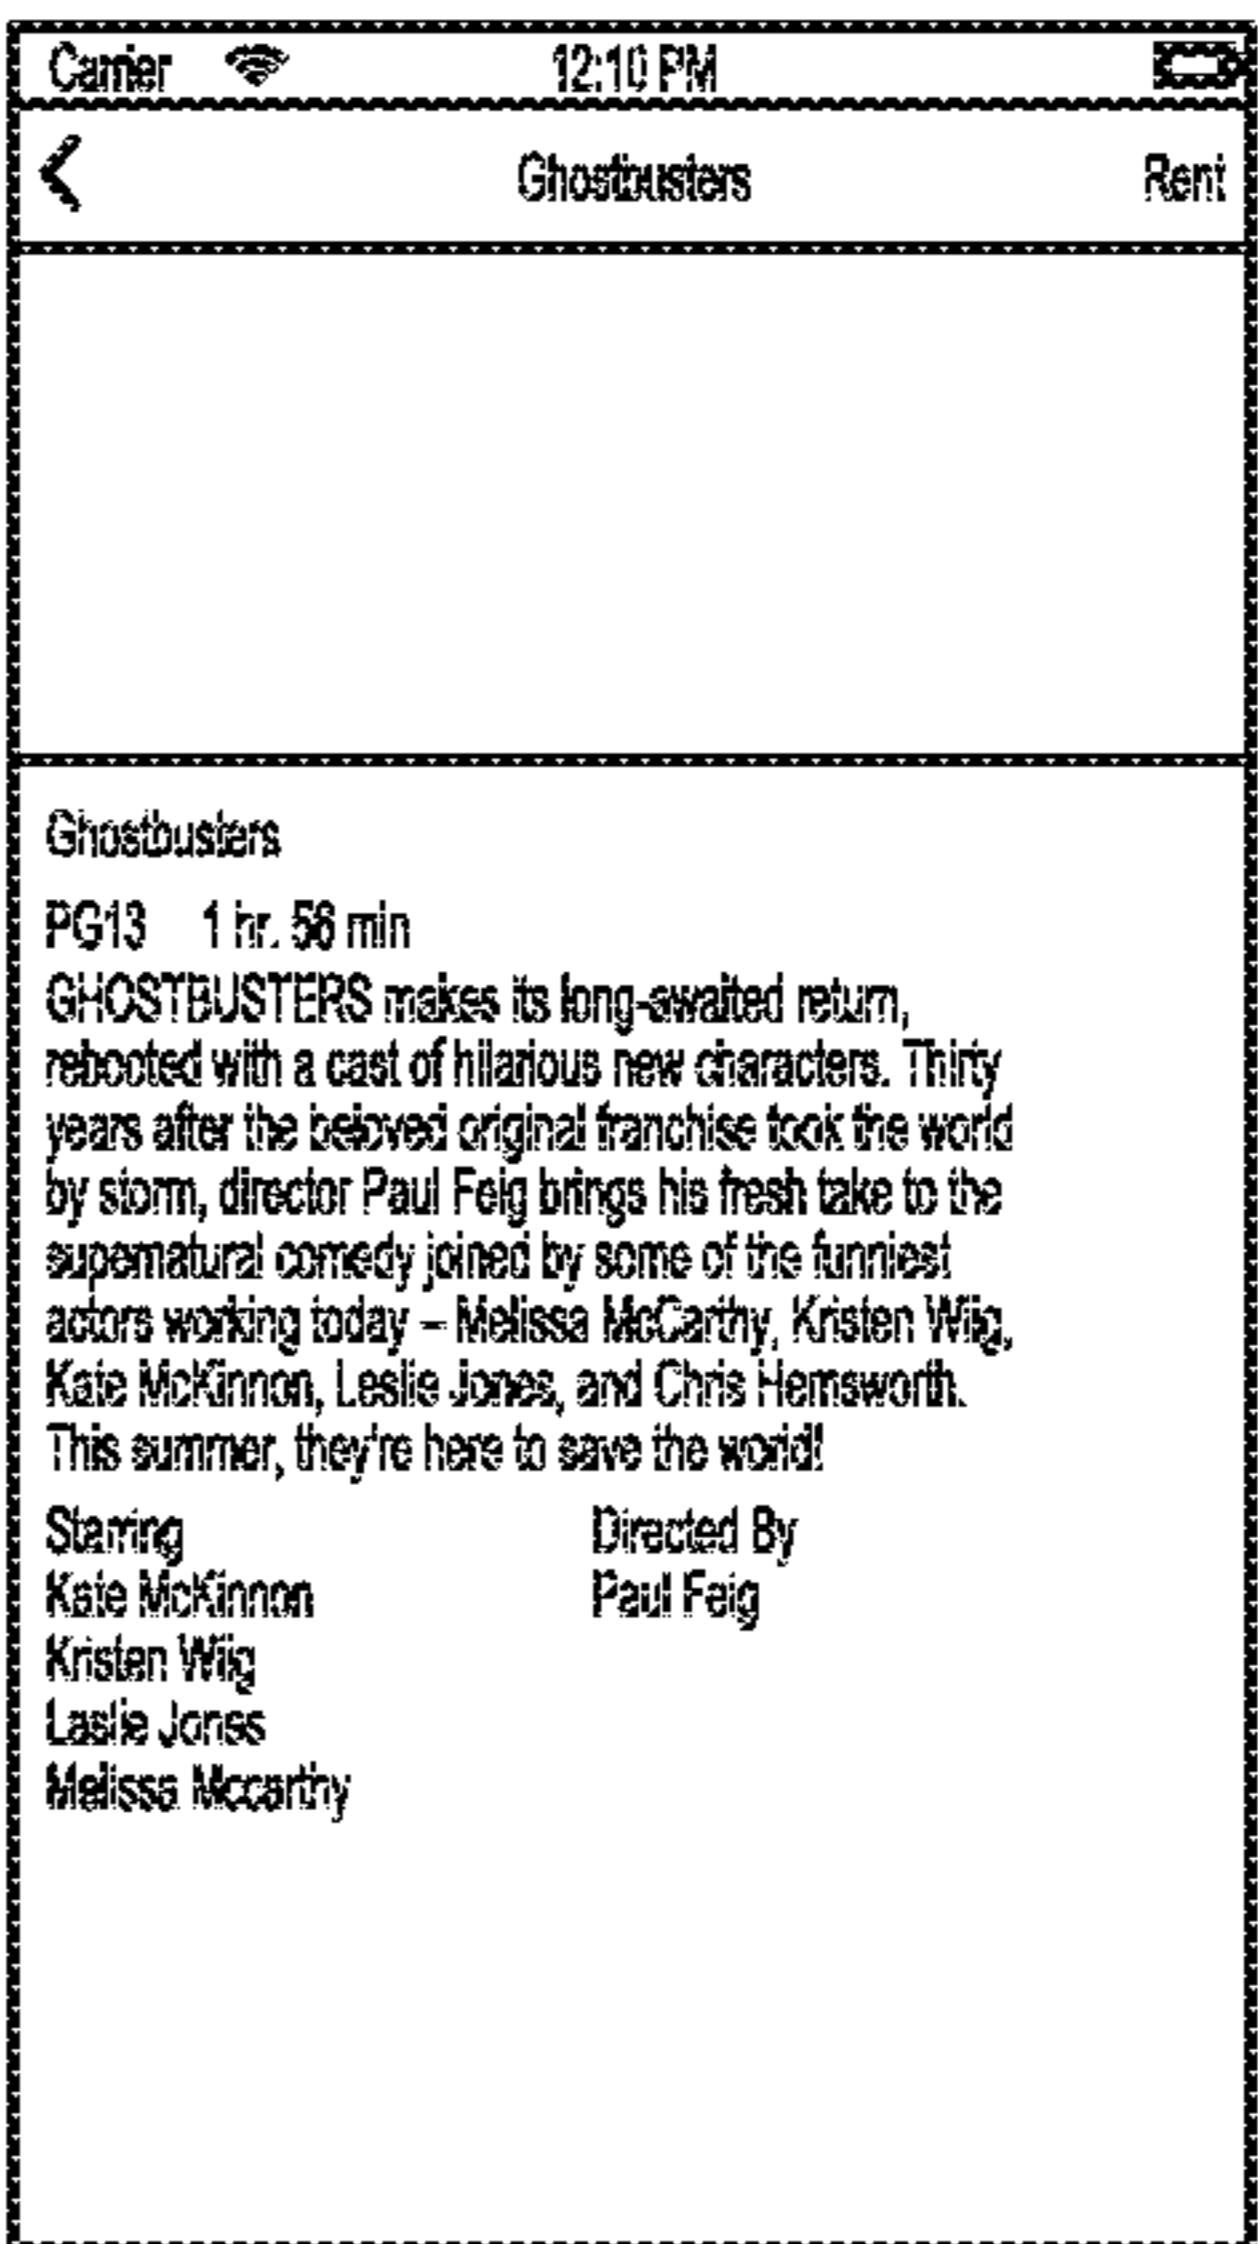 Carrier 12:10 PM
Ghostbusters Rent
Ghostbusters
PG13 1 hr. 56 min
GHOSTBUSTERS makes its long-awaited return,
rebooted with a cast of hilarious new characters. Thirty
years after the beloved original franchise took the world
by storm, director Paul Feig brings his fresh take to the
supernatural comedy joined by some of the funniest
actors working today – Melissa McCarthy, Kristen Wiig,
Kate McKinnon, Leslie Jones, and Chris Hemsworth.
This summer, they're here to save the world!
Starring Directed By
Kate McKinnon Paul Feig
Kristen Wiig
Leslie Jones
Melissa Mccarthy